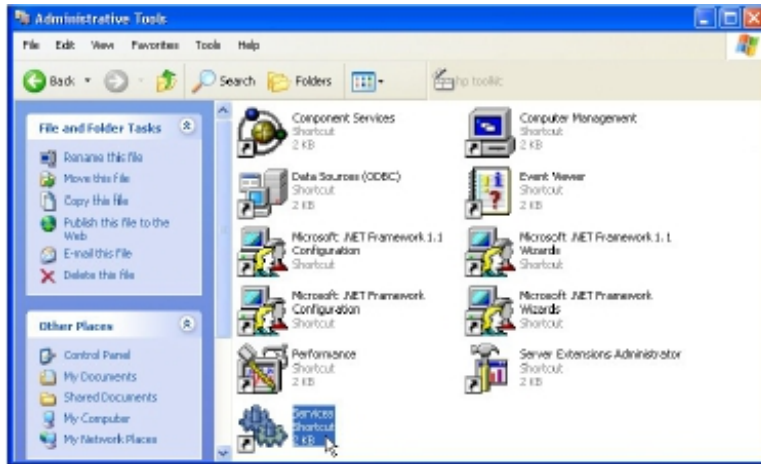 Administrative Tools
File Edit View Favorites Tools Help
Back Search Folders hp toolkit
File and Folder Tasks
Rename this file
Move this file
Copy this file
Publish this file to the
Web
E-mail this file
Delete this file
Other Places
Control Panel
My Documents
Shared Documents
My Computer
My Network Places
Component Services
Shortcut
2 KB
Computer Management
Shortcut
2 KB
Data Sources (ODBC)
Shortcut
2 KB
Event Viewer
Shortcut
2 KB
Microsoft .NET Framework 1.1
Configuration
Shortcut
Microsoft .NET Framework 1.1
Wizards
Shortcut
Microsoft .NET Framework
Configuration
Shortcut
Microsoft .NET Framework
Wizards
Shortcut
Performance
Shortcut
2 KB
Server Extensions Administrator
Shortcut
2 KB
Services
Shortcut
2 KB